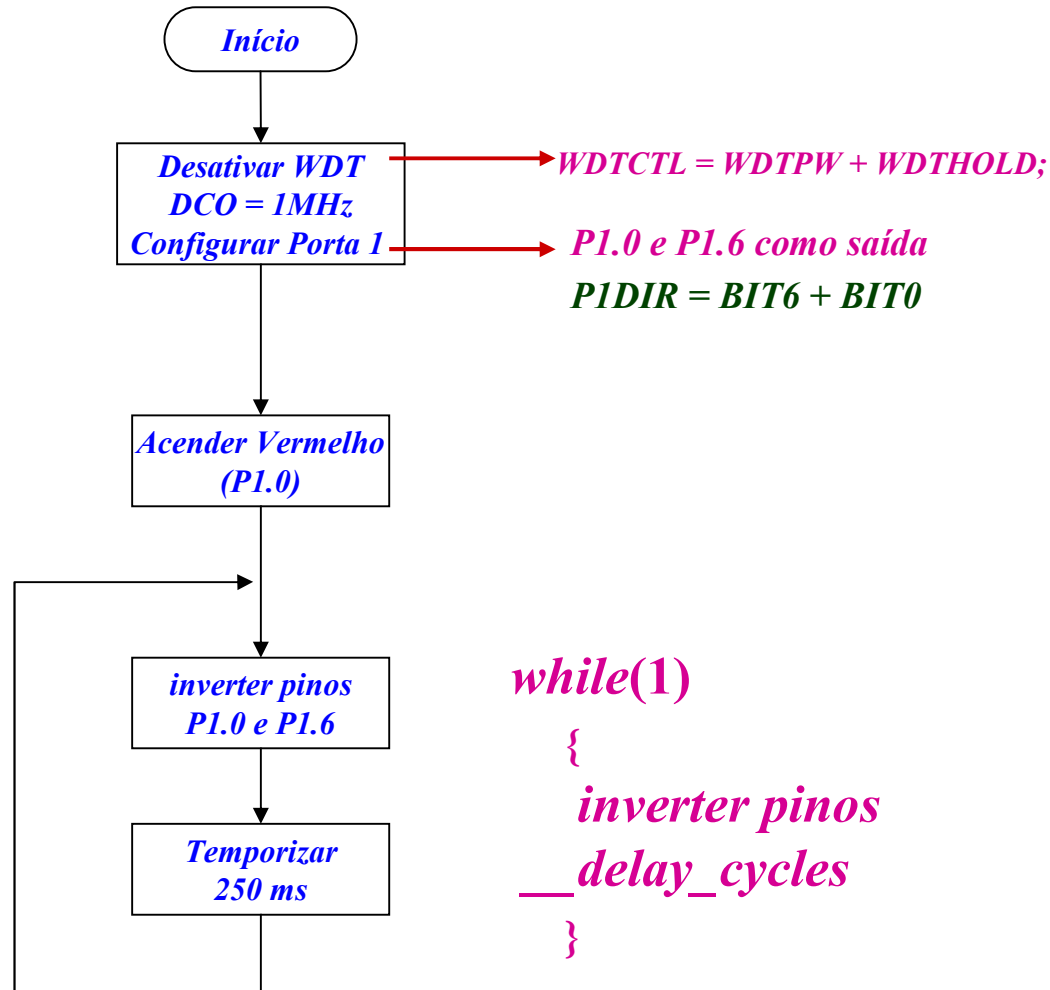 Início
Desativar WDT
DCO = 1MHz
Configurar Porta 1
WDTCTL = WDTPW + WDTHOLD;
P1.0 e P1.6 como saída
P1DIR = BIT6 + BIT0
Acender Vermelho
(P1.0)
inverter pinos
P1.0 e P1.6
Temporizar
250 ms
while(1)
{
inverter pinos
__delay_cycles
}